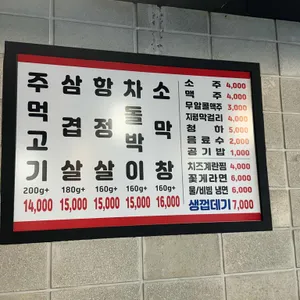 주먹고기 200g+ 14,000
삼겹살 180g+ 15,000
항정살 160g+ 15,000
차돌박이 160g+ 15,000
소막창 160g+ 16,000
소주 4,000
맥주 4,000
무알콜맥주 3,000
지평막걸리 4,000
청하 5,000
음료수 2,000
공기밥 1,000
치즈계란찜 4,000
꽃게라면 6,000
물/비빔 냉면 6,000
생껍데기 7,000